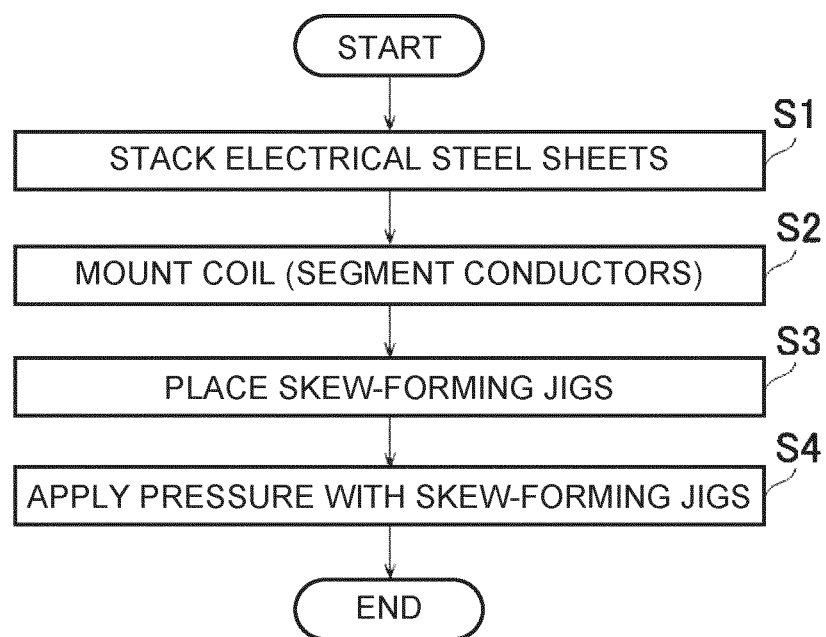 START
S1
STACK ELECTRICAL STEEL SHEETS
S2
MOUNT COIL (SEGMENT CONDUCTORS)
S3
PLACE SKEW-FORMING JIGS
S4
APPLY PRESSURE WITH SKEW-FORMING JIGS
END